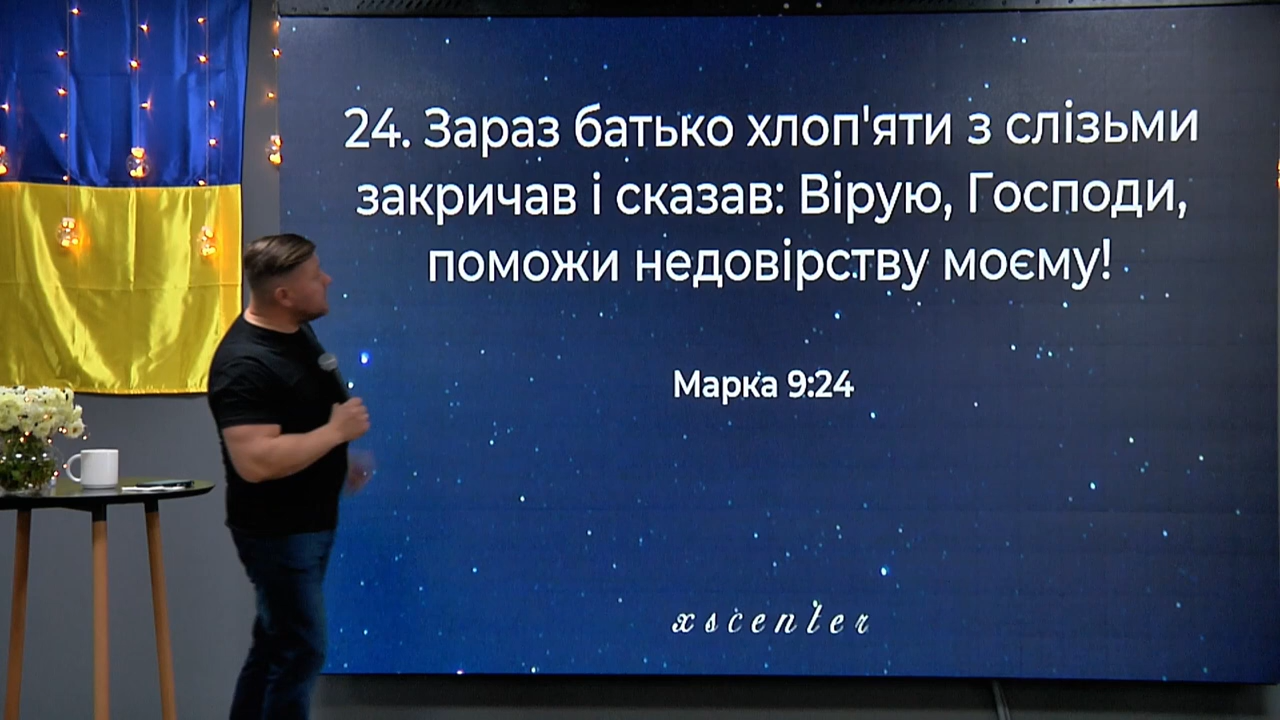 24. Зараз батько хлоп'яти з слізьми
закричав і сказав: Вірую, Господи,
поможи недовірству моєму!
Марка 9:24
xscenter